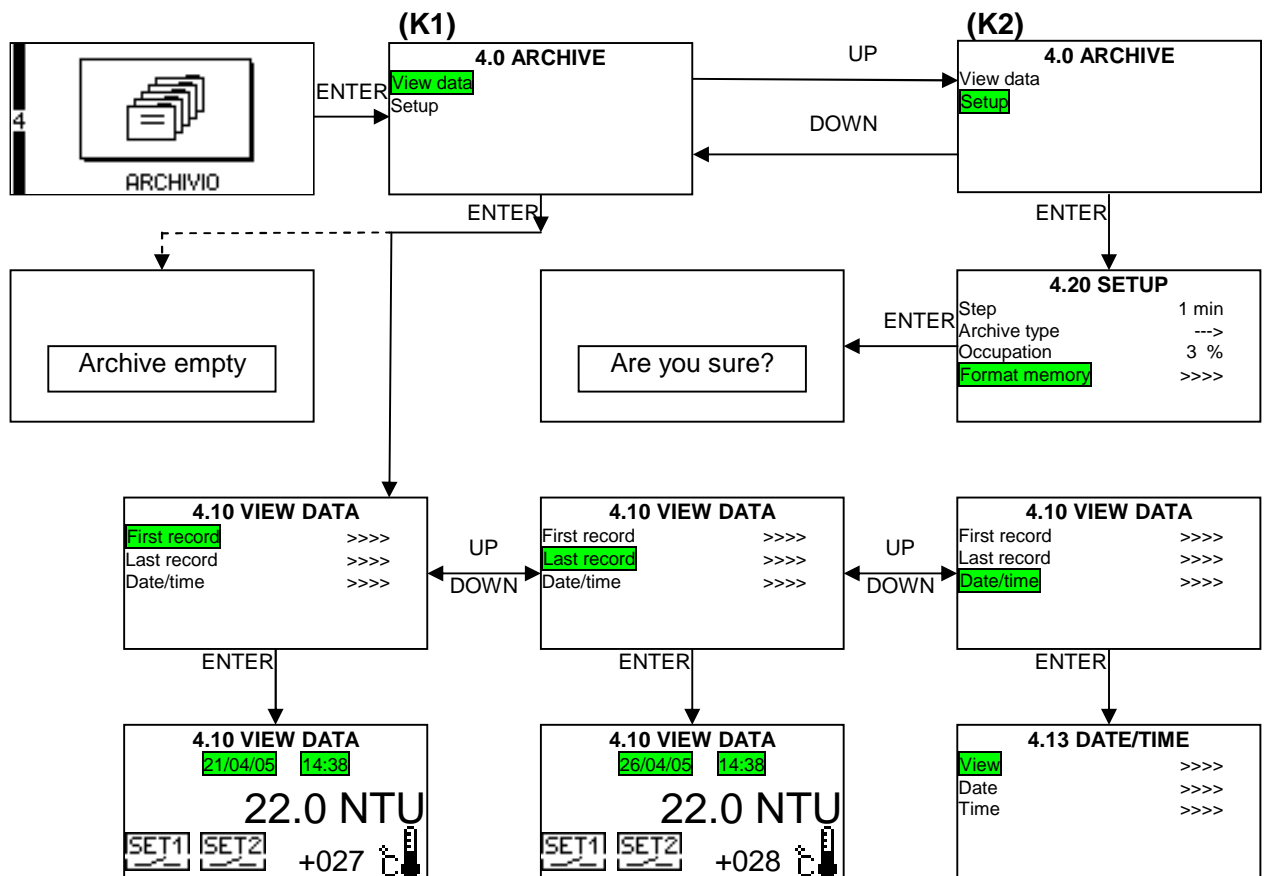 (K1)
(K2)
4
ARCHIVIO
ENTER
4.0 ARCHIVE
View data
Setup
UP
DOWN
4.0 ARCHIVE
View data
Setup
ENTER
ENTER
Archive empty
Are you sure?
ENTER
4.20 SETUP
Step 1 min
Archive type --->
Occupation 3 %
Format memory >>>>
4.10 VIEW DATA
First record >>>>
Last record >>>>
Date/time >>>>
UP
DOWN
4.10 VIEW DATA
First record >>>>
Last record >>>>
Date/time >>>>
UP
DOWN
4.10 VIEW DATA
First record >>>>
Last record >>>>
Date/time >>>>
ENTER
ENTER
ENTER
4.10 VIEW DATA
21/04/05 14:38
22.0 NTU
SET1 SET2 +027 °C
4.10 VIEW DATA
26/04/05 14:38
22.0 NTU
SET1 SET2 +028 °C
4.13 DATE/TIME
View >>>>
Date >>>>
Time >>>>